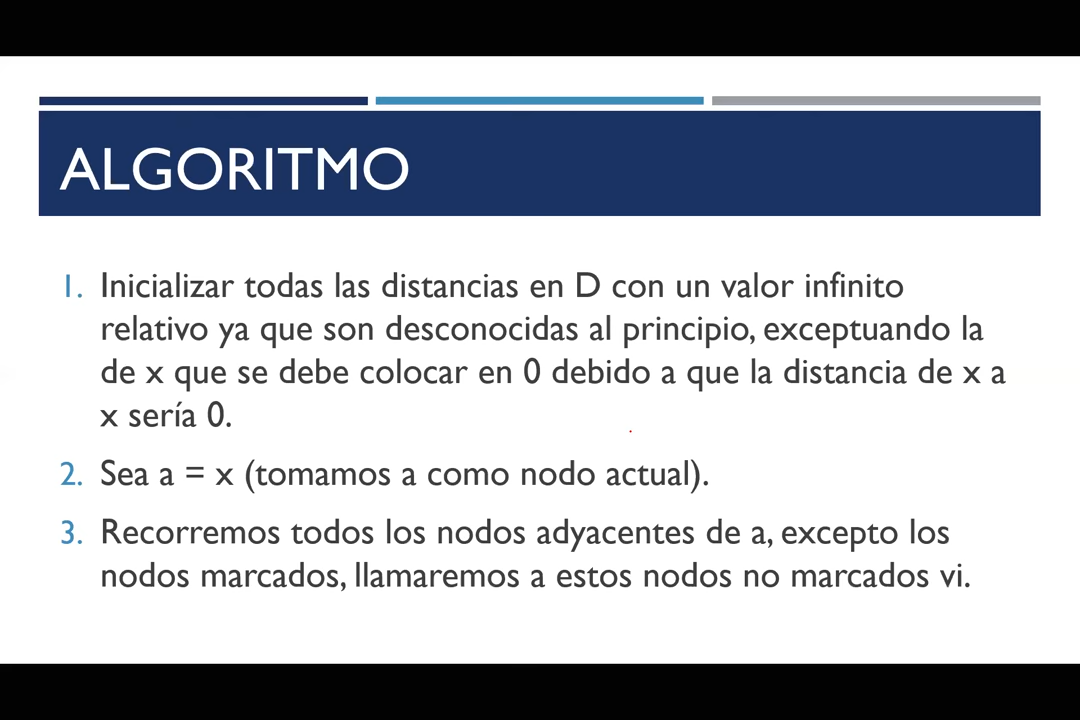 ALGORITMO
1. Inicializar todas las distancias en D con un valor infinito
relativo ya que son desconocidas al principio, exceptuando la
de x que se debe colocar en 0 debido a que la distancia de x a
x sería 0.
2. Sea a = x (tomamos a como nodo actual).
3. Recorremos todos los nodos adyacentes de a, excepto los
nodos marcados, llamaremos a estos nodos no marcados vi.